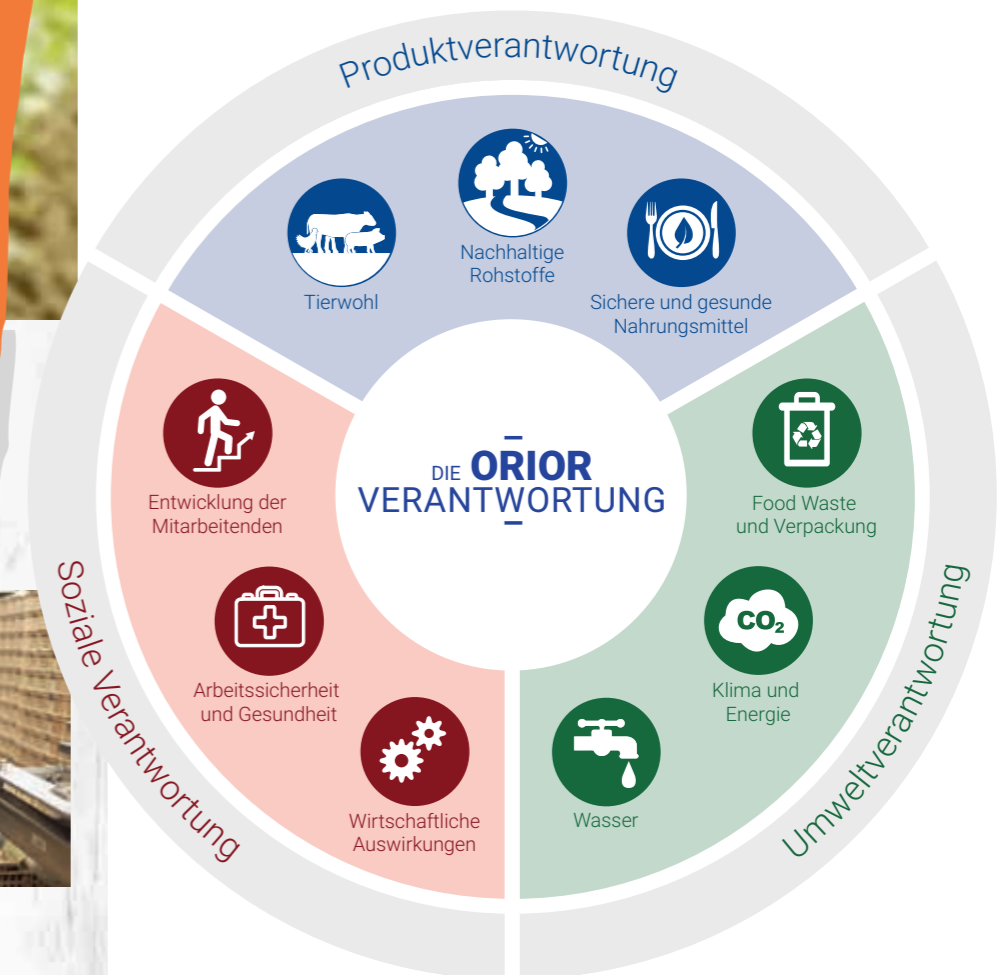 Produktverantwortung
Tierwohl
Nachhaltige
Rohstoffe
Sichere und gesunde
Nahrungsmittel
Entwicklung der
Mitarbeitenden
DIE ORIOR
VERANTWORTUNG
Food Waste
und Verpackung
Soziale Verantwortung
Arbeitssicherheit
und Gesundheit
CO₂
Klima und
Energie
Umweltverantwortung
Wirtschaftliche
Auswirkungen
Wasser